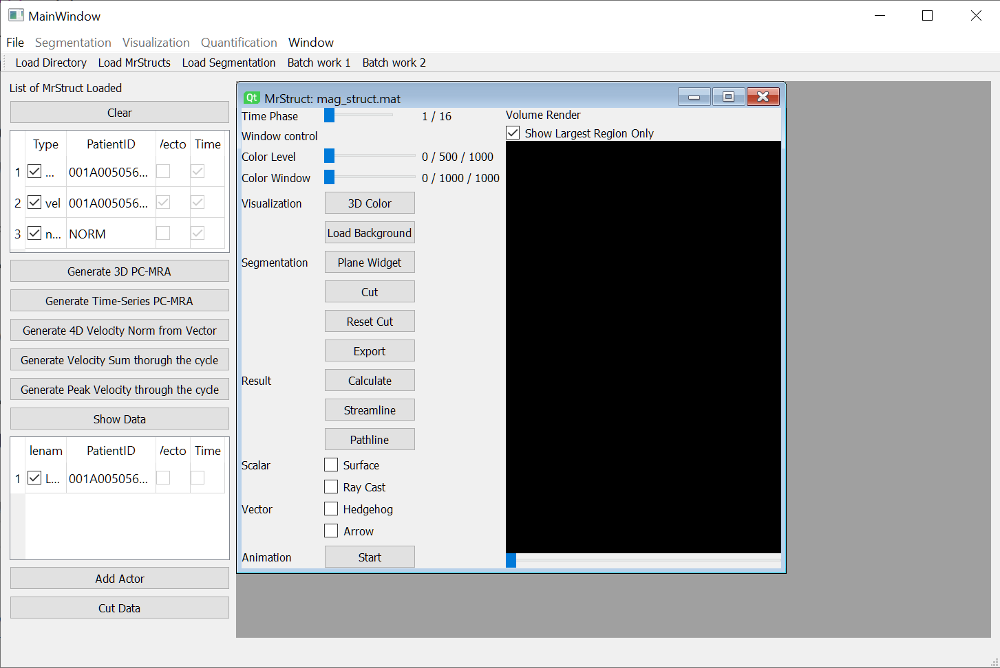 MainWindow
File Segmentation Visualization Quantification Window
Load Directory Load MrStructs Load Segmentation Batch work 1 Batch work 2
List of MrStruct Loaded
Clear
Type PatientID Vecto Time
1 ... 001A005056...
2 vel 001A005056...
3 n... NORM
Generate 3D PC-MRA
Generate Time-Series PC-MRA
Generate 4D Velocity Norm from Vector
Generate Velocity Sum thorugh the cycle
Generate Peak Velocity through the cycle
Show Data
lenam PatientID Vecto Time
1 L... 001A005056...
Add Actor
Cut Data
Qt MrStruct: mag_struct.mat
Time Phase 1 / 16
Window control
Color Level 0 / 500 / 1000
Color Window 0 / 1000 / 1000
Visualization 3D Color
Load Background
Segmentation Plane Widget
Cut
Reset Cut
Export
Result Calculate
Streamline
Pathline
Scalar Surface
Ray Cast
Vector Hedgehog
Arrow
Animation Start
Volume Render
Show Largest Region Only